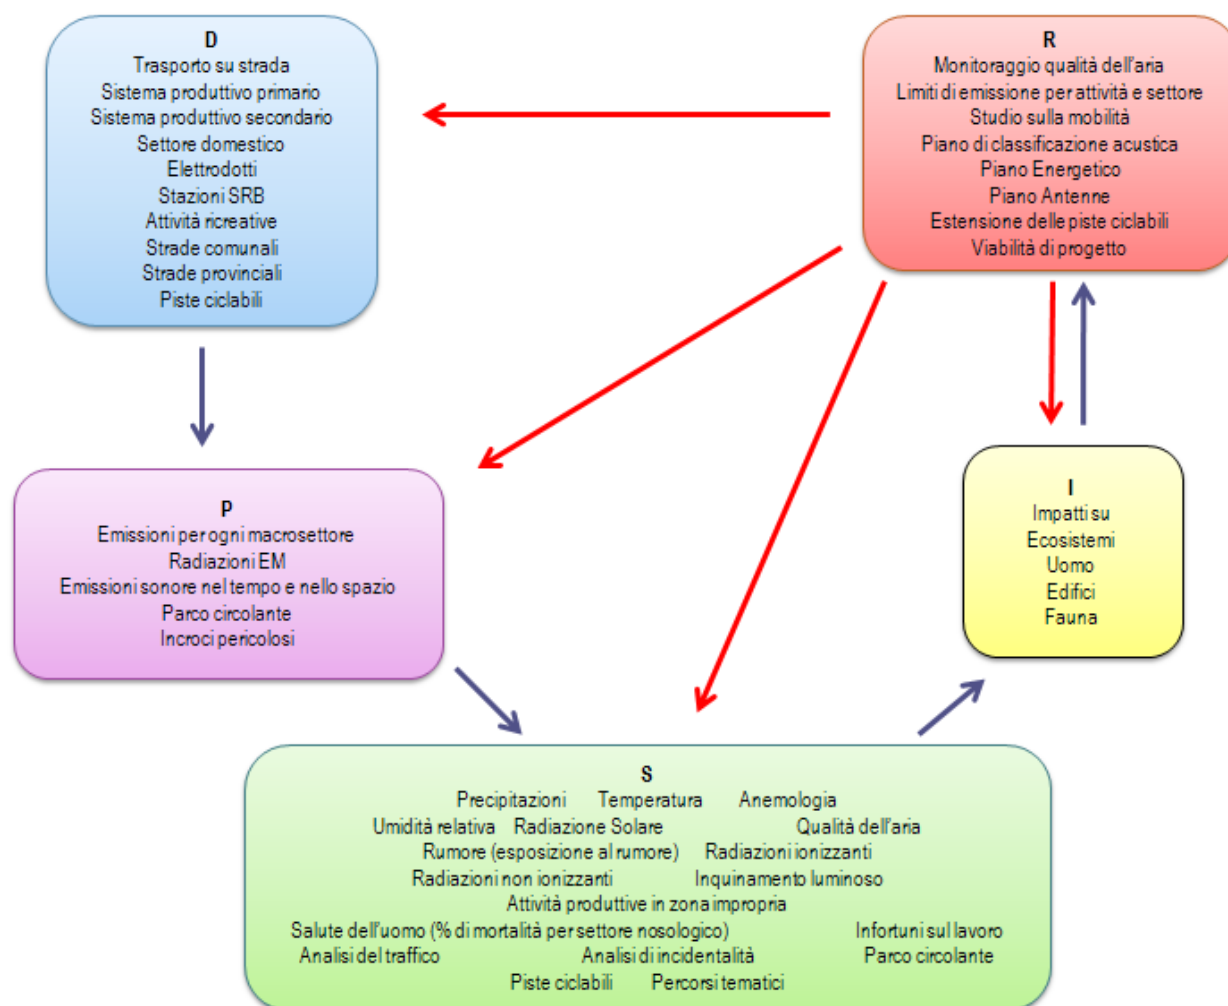 D
Trasporto su strada
Sistema produttivo primario
Sistema produttivo secondario
Settore domestico
Elettrodotti
Stazioni SRB
Attività ricreative
Strade comunali
Strade provinciali
Piste ciclabili
R
Monitoraggio qualità dell'aria
Limiti di emissione per attività e settore
Studio sulla mobilità
Piano di classificazione acustica
Piano Energetico
Piano Antenne
Estensione delle piste ciclabili
Viabilità di progetto
P
Emissioni per ogni macrosettore
Radiazioni EM
Emissioni sonore nel tempo e nello spazio
Parco circolante
Incroci pericolosi
I
Impatti su
Ecosistemi
Uomo
Edifici
Fauna
S
Precipitazioni Temperatura Anemologia
Umidità relativa Radiazione Solare Qualità dell'aria
Rumore (esposizione al rumore) Radiazioni ionizzanti
Radiazioni non ionizzanti Inquinamento luminoso
Attività produttive in zona impropria
Salute dell'uomo (% di mortalità per settore nosologico) Infortuni sul lavoro
Analisi del traffico Analisi di incidentalità Parco circolante
Piste ciclabili Percorsi tematici